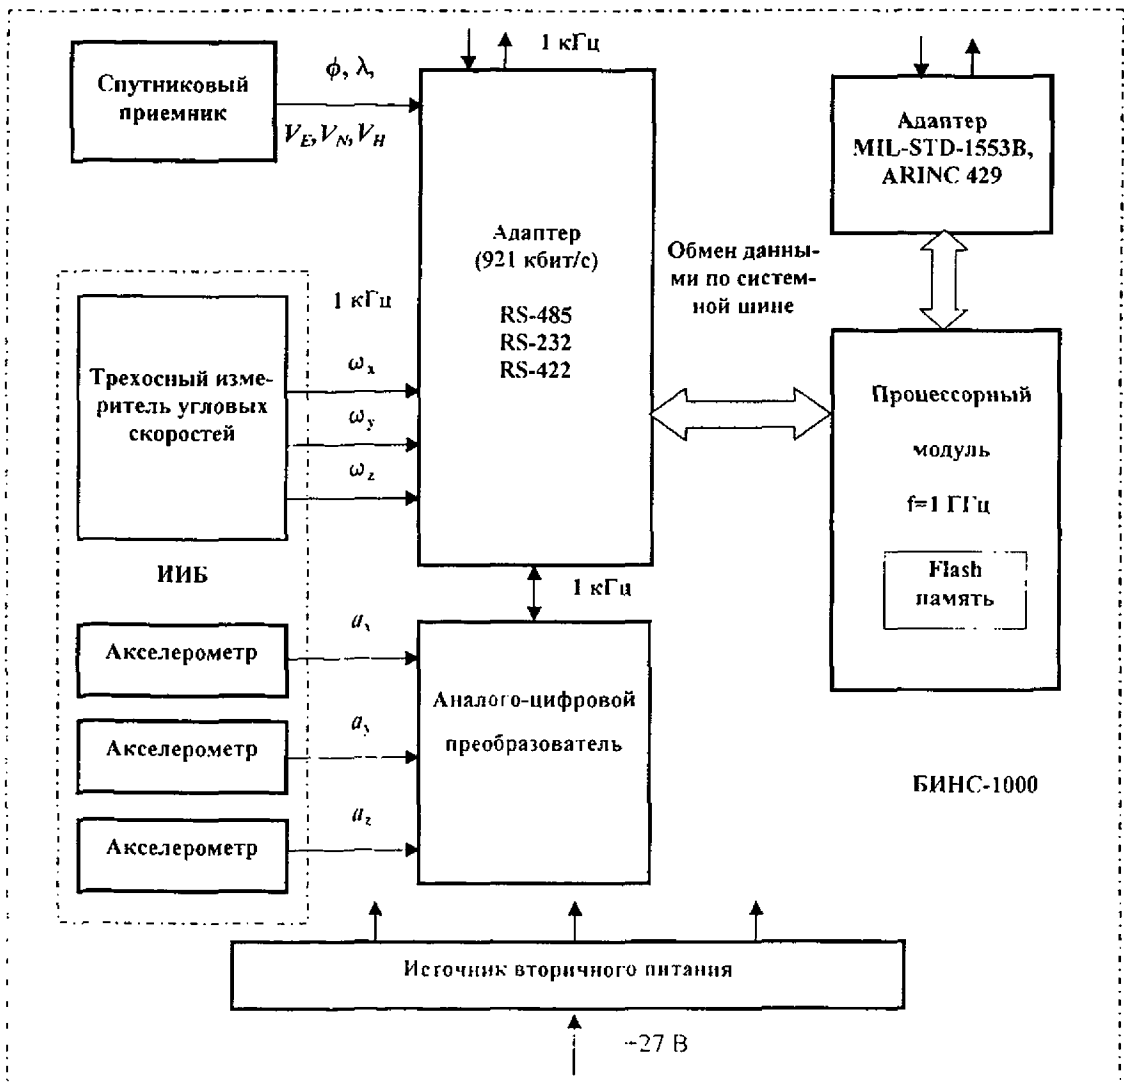 Спутниковый
приемник
ϕ, λ,
V_E, V_N, V_H
1 кГц
Адаптер
(921 кбит/с)
RS-485
RS-232
RS-422
Адаптер
MIL-STD-1553B,
ARINC 429
Обмен данны-
ми по систем-
ной шине
1 кГц
Трехосный изме-
ритель угловых
скоростей
ω_x
ω_y
ω_z
Процессорный
модуль
f=1 ГГц
Flash
память
ИИБ
1 кГц
Акселерометр
a_x
Акселерометр
a_y
Акселерометр
a_z
Аналого-цифровой
преобразователь
БИНС-1000
Источник вторичного питания
27 В